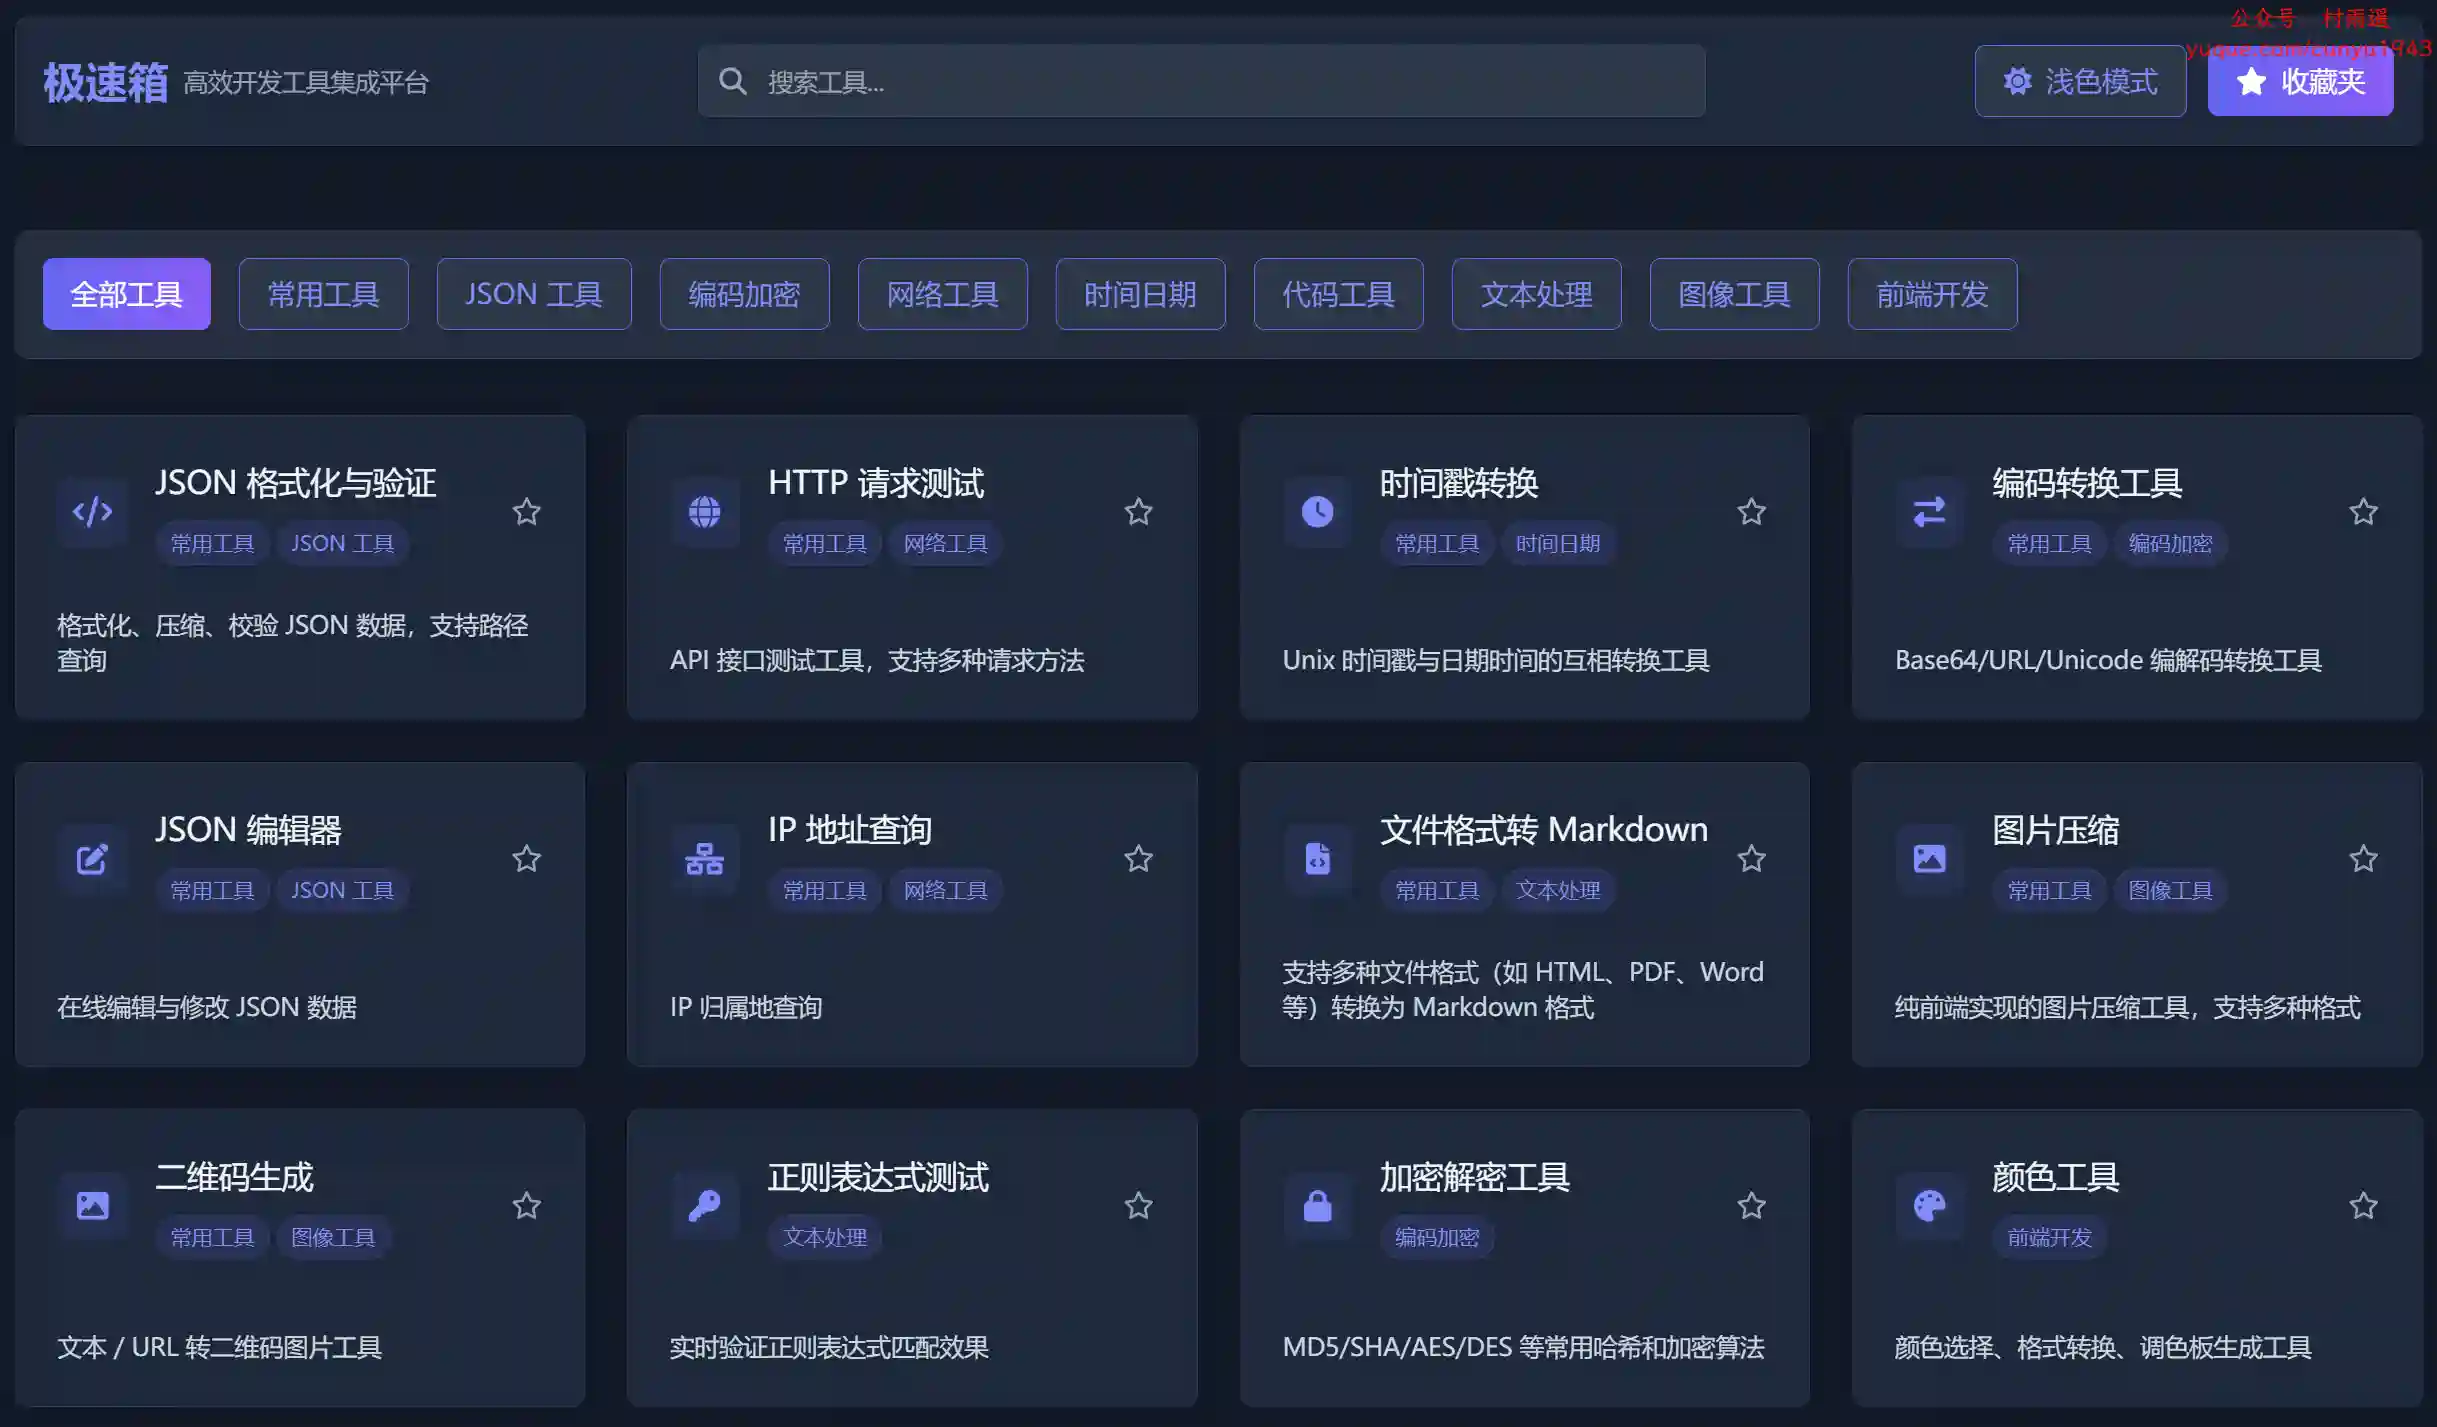 公众号 村雨遥
yuque.com/cunyu1943
极速箱 高效开发工具集成平台
搜索工具...
浅色模式
收藏夹
全部工具
常用工具
JSON 工具
编码加密
网络工具
时间日期
代码工具
文本处理
图像工具
前端开发
JSON 格式化与验证
常用工具 JSON 工具
格式化、压缩、校验 JSON 数据，支持路径
查询
HTTP 请求测试
常用工具 网络工具
API 接口测试工具，支持多种请求方法
时间戳转换
常用工具 时间日期
Unix 时间戳与日期时间的互相转换工具
编码转换工具
常用工具 编码加密
Base64/URL/Unicode 编解码转换工具
JSON 编辑器
常用工具 JSON 工具
在线编辑与修改 JSON 数据
IP 地址查询
常用工具 网络工具
IP 归属地查询
文件格式转 Markdown
常用工具 文本处理
支持多种文件格式（如 HTML、PDF、Word
等）转换为 Markdown 格式
图片压缩
常用工具 图像工具
纯前端实现的图片压缩工具，支持多种格式
二维码生成
常用工具 图像工具
文本 / URL 转二维码图片工具
正则表达式测试
文本处理
实时验证正则表达式匹配效果
加密解密工具
编码加密
MD5/SHA/AES/DES 等常用哈希和加密算法
颜色工具
前端开发
颜色选择、格式转换、调色板生成工具